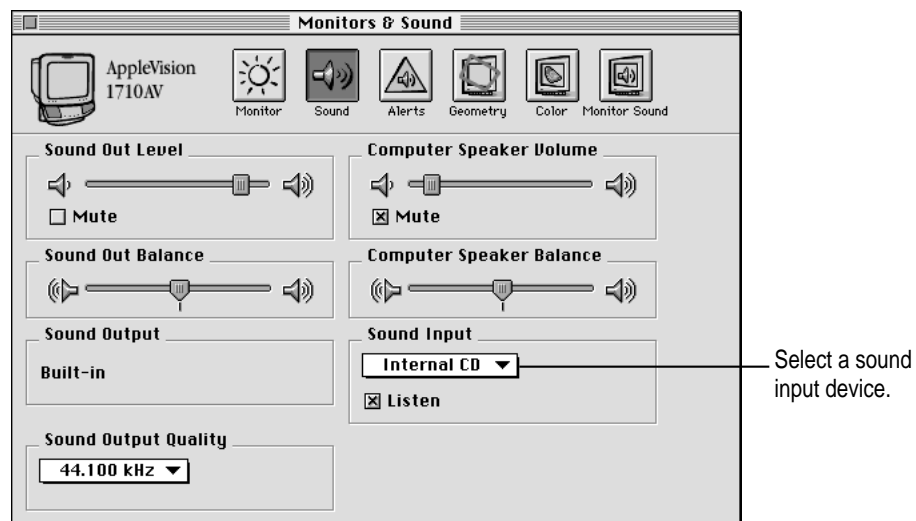 Monitors & Sound
AppleVision
1710AV
Monitor
Sound
Alerts
Geometry
Color
Monitor Sound
Sound Out Level
Mute
Computer Speaker Volume
Mute
Sound Out Balance
Computer Speaker Balance
Sound Output
Built-in
Sound Input
Internal CD
Listen
Select a sound
input device.
Sound Output Quality
44.100 kHz